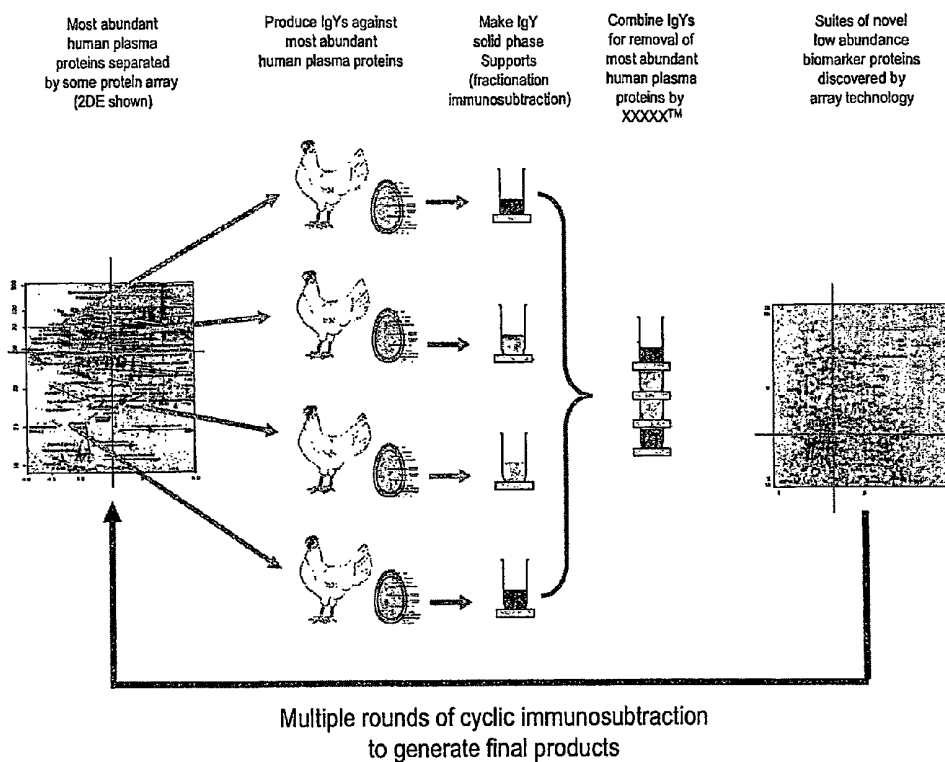 Most abundant
human plasma
proteins separated
by some protein array
(2DE shown)
Produce IgYs against
most abundant
human plasma proteins
Make IgY
solid phase
Supports
(fractionation
immunosubtraction)
Combine IgYs
for removal of
most abundant
human plasma
proteins by
XXXXX™
Suites of novel
low abundance
biomarker proteins
discovered by
array technology
Multiple rounds of cyclic immunosubtraction
to generate final products